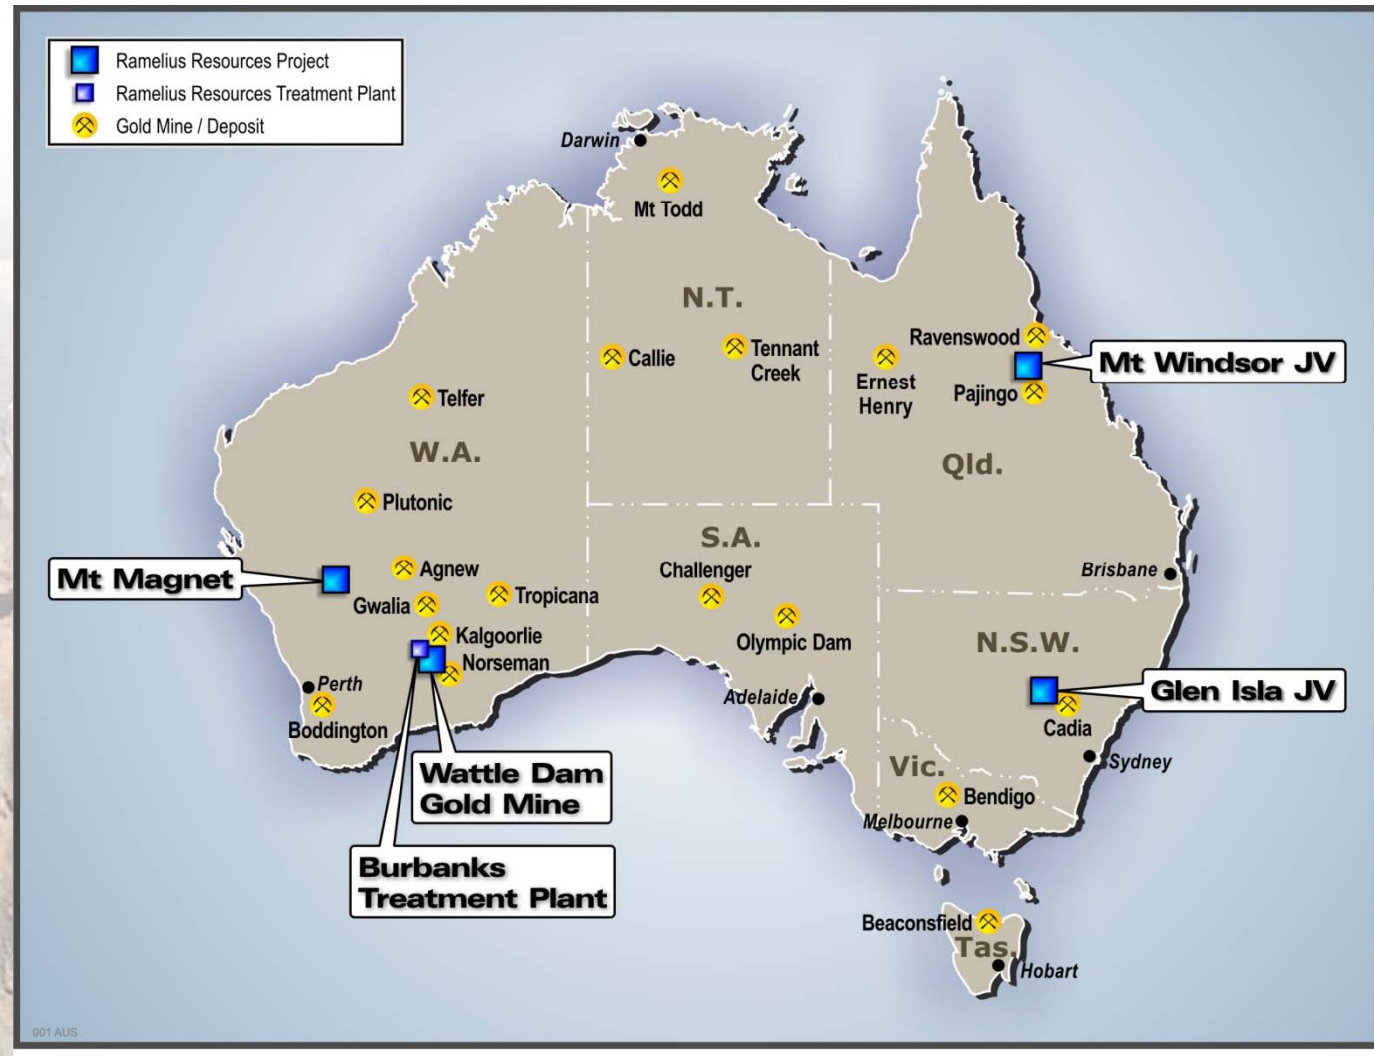 Ramelius Resources Project
Ramelius Resources Treatment Plant
Gold Mine / Deposit
Darwin
Mt Todd
N.T.
Callie
Tennant
Creek
Ernest
Henry
Ravenswood
Mt Windsor JV
Pajingo
Telfer
W.A.
Qld.
Plutonic
S.A.
Challenger
Mt Magnet
Agnew
Tropicana
Gwalia
Brisbane
Olympic Dam
Kalgoorlie
Norseman
N.S.W.
Perth
Boddington
Adelaide
Glen Isla JV
Cadia
Sydney
Wattle Dam
Gold Mine
Vic.
Bendigo
Melbourne
Burbanks
Treatment Plant
Beaconsfield
Tas.
Hobart
001 AUS